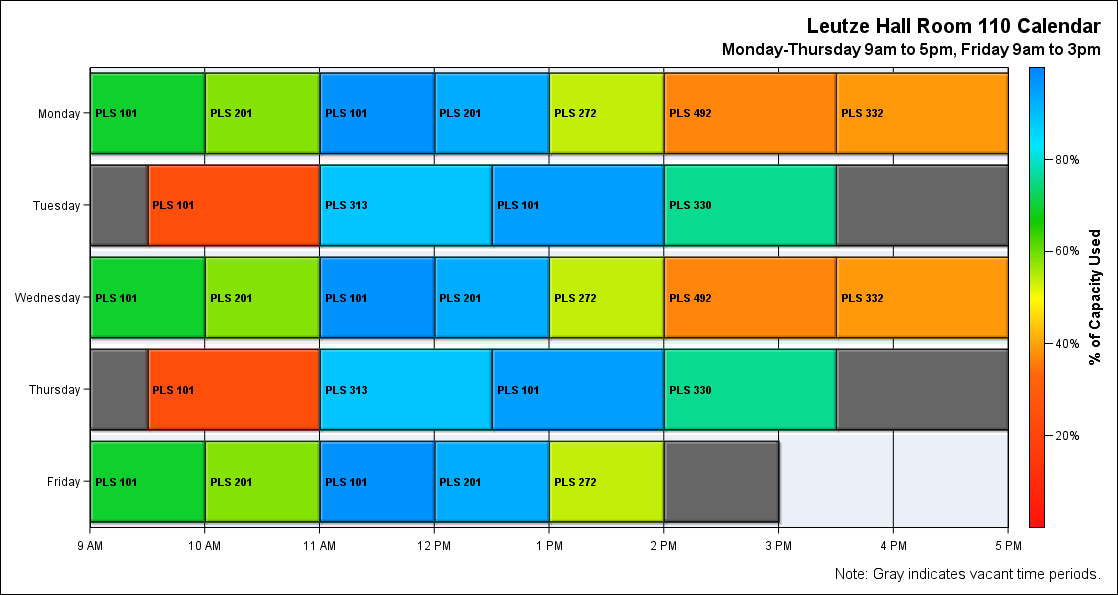 Leutze Hall Room 110 Calendar
Monday-Thursday 9am to 5pm, Friday 9am to 3pm
Monday
PLS 101 PLS 201 PLS 101 PLS 201 PLS 272 PLS 492 PLS 332
Tuesday
PLS 101 PLS 313 PLS 101 PLS 330
Wednesday
PLS 101 PLS 201 PLS 101 PLS 201 PLS 272 PLS 492 PLS 332
Thursday
PLS 101 PLS 313 PLS 101 PLS 330
Friday
PLS 101 PLS 201 PLS 101 PLS 201 PLS 272
9 AM 10 AM 11 AM 12 PM 1 PM 2 PM 3 PM 4 PM 5 PM
80%
60%
40%
20%
% of Capacity Used
Note: Gray indicates vacant time periods.